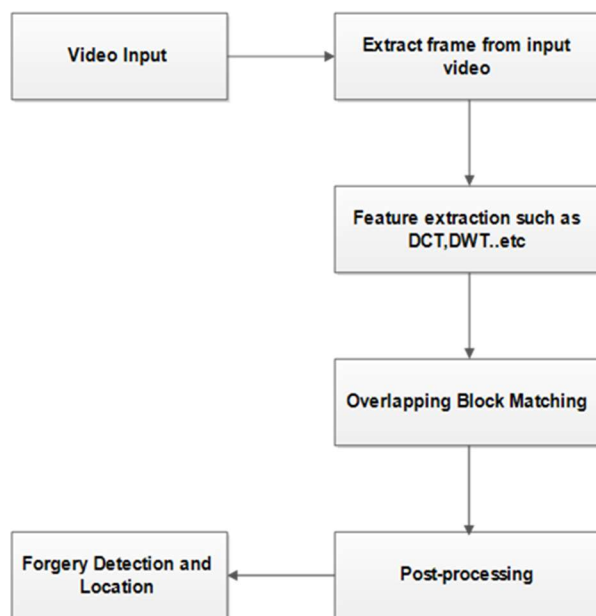 Video Input
Extract frame from input
video
Feature extraction such as
DCT,DWT..etc
Overlapping Block Matching
Post-processing
Forgery Detection and
Location